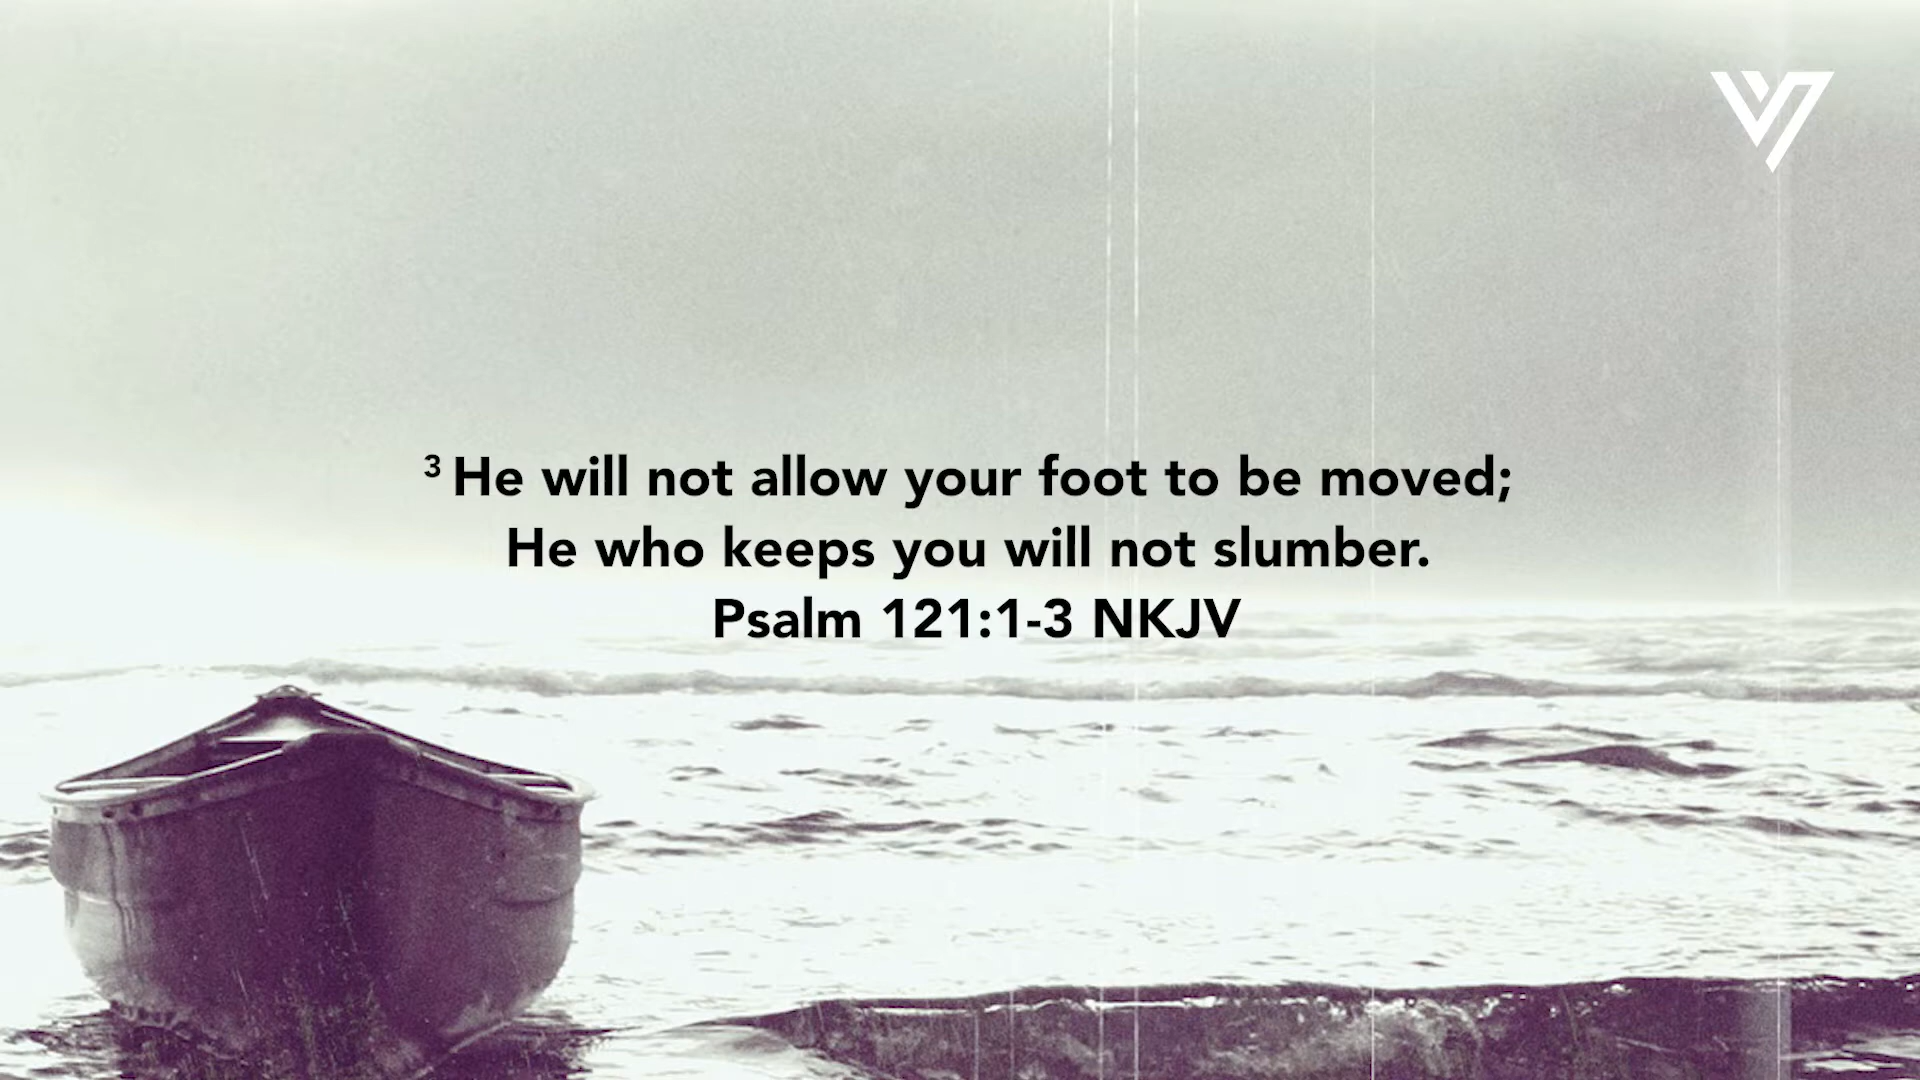 ³ He will not allow your foot to be moved;
He who keeps you will not slumber.
Psalm 121:1-3 NKJV